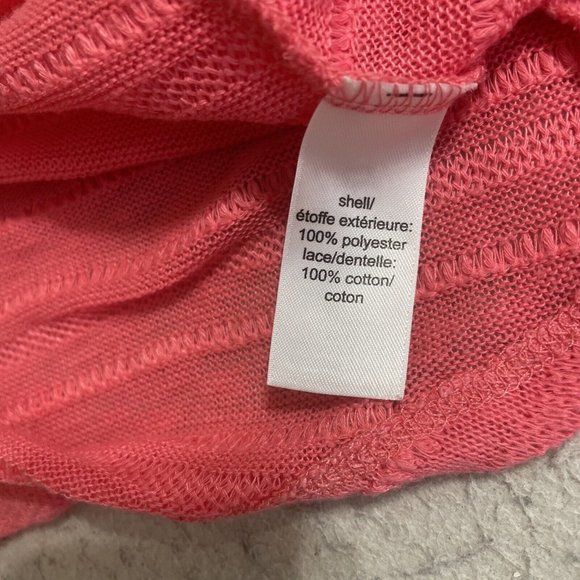 shell/
étoffe extérieure:
100% polyester
lace/dentelle:
100% cotton/
coton